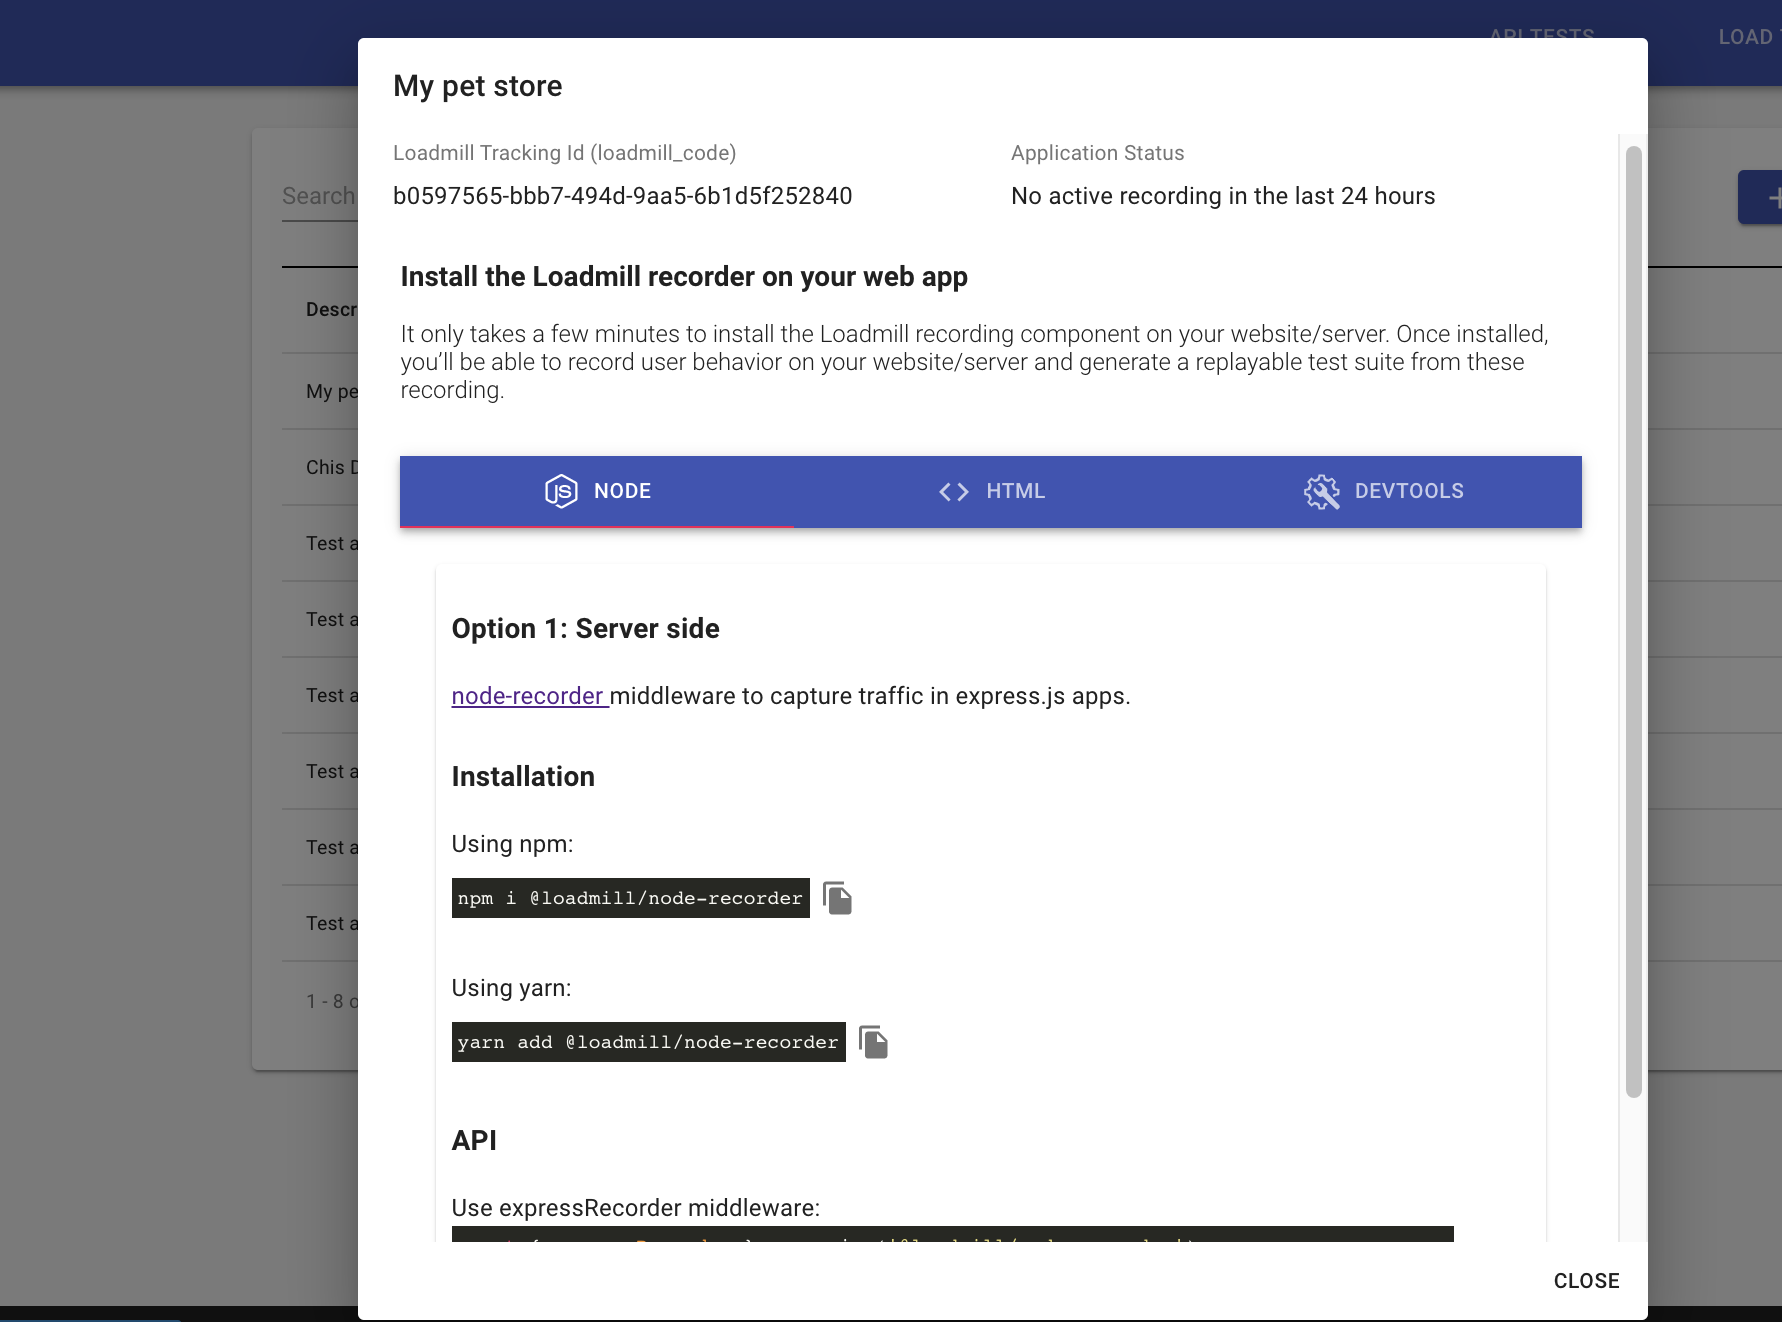 API TESTS
LOAD
My pet store
Loadmill Tracking Id (loadmill_code)
Application Status
b0597565-bbb7-494d-9aa5-6b1d5f252840
No active recording in the last 24 hours
Search
Install the Loadmill recorder on your web app
Descr
It only takes a few minutes to install the Loadmill recording component on your website/server. Once installed,
you’ll be able to record user behavior on your website/server and generate a replayable test suite from these
recording.
My pe
Chis D
NODE
HTML
DEVTOOLS
Test a
Option 1: Server side
Test a
node-recorder middleware to capture traffic in express.js apps.
Test a
Installation
Test a
Using npm:
Test a
npm i @loadmill/node-recorder
Test a
Using yarn:
1 - 8 o
yarn add @loadmill/node-recorder
API
Use expressRecorder middleware:
CLOSE